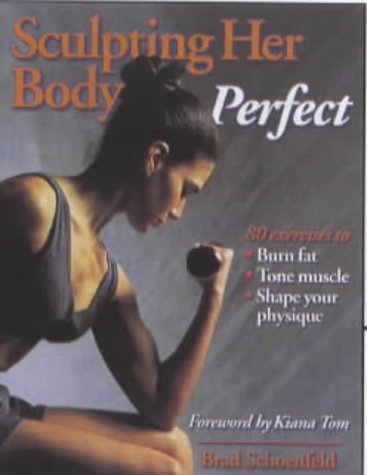 Sculpting Her
Body
Perfect
80 exercises to
• Burn fat
• Tone muscle
• Shape your
physique
Foreword by Kiana Tom
Brad Schoenfeld